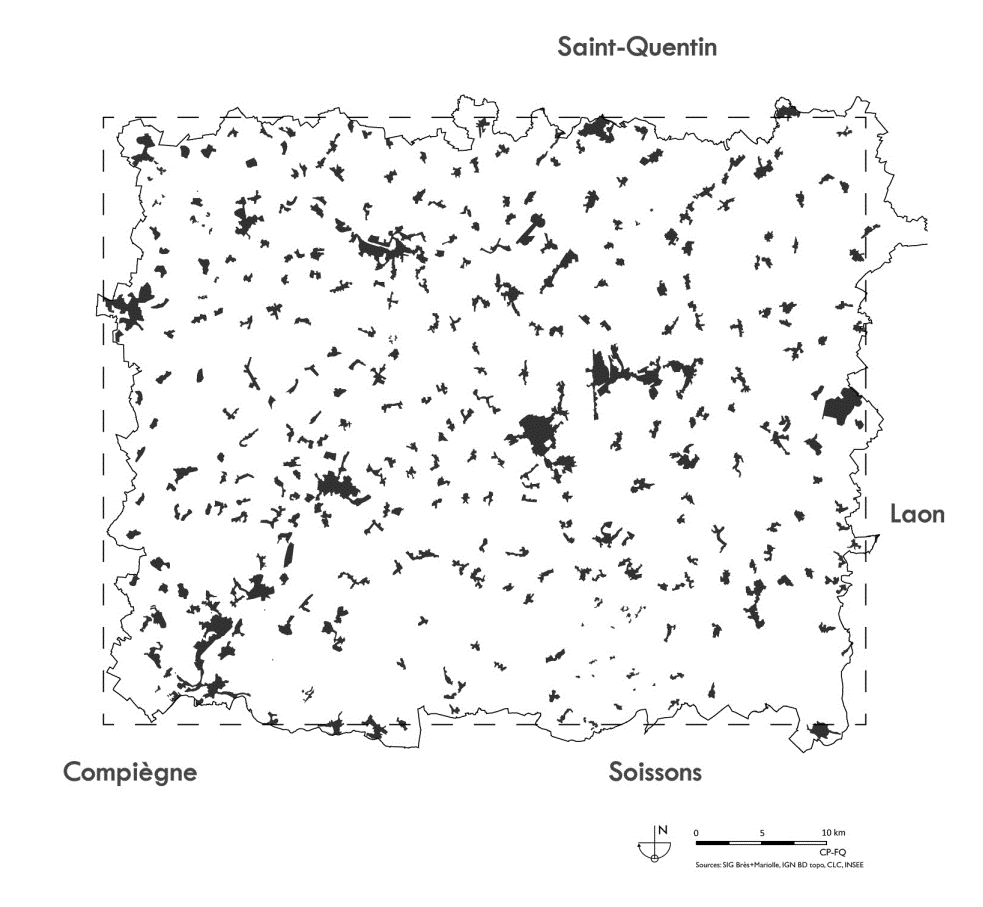 Saint-Quentin
Laon
Compiègne
Soissons
N
0 5 10 km
CP-FQ
Sources: SIG Brès+Mariolle, IGN BD topo, CLC, INSEE